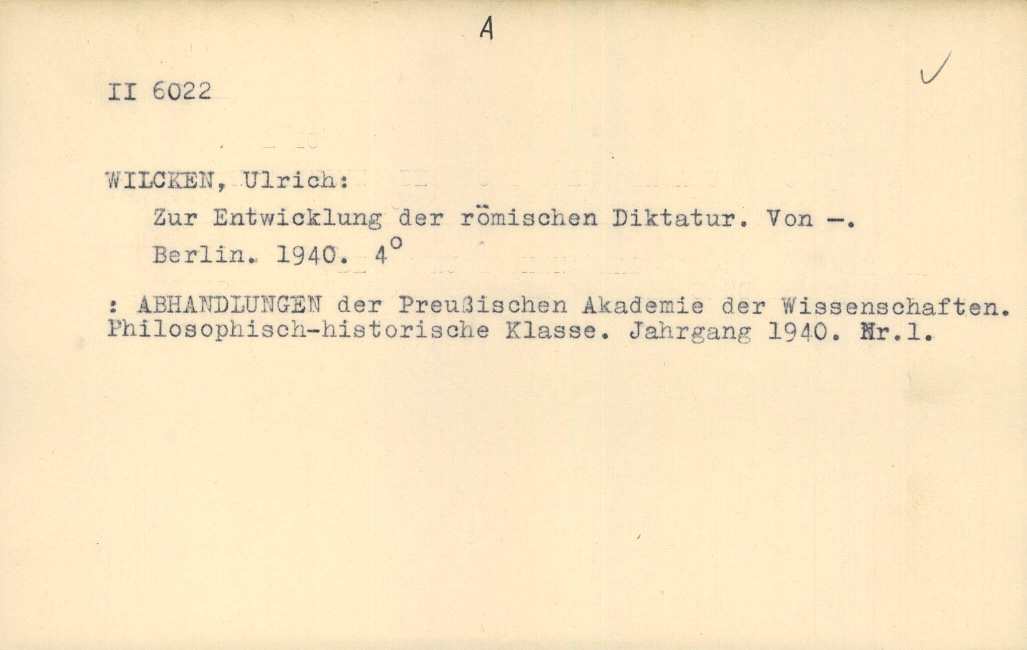 A
II 6022
WILCKEN, Ulrich:
Zur Entwicklung der römischen Diktatur. Von —.
Berlin. 1940. 4°
: ABHANDLUNGEN der Preußischen Akademie der Wissenschaften.
Philosophisch-historische Klasse. Jahrgang 1940. Nr.1.